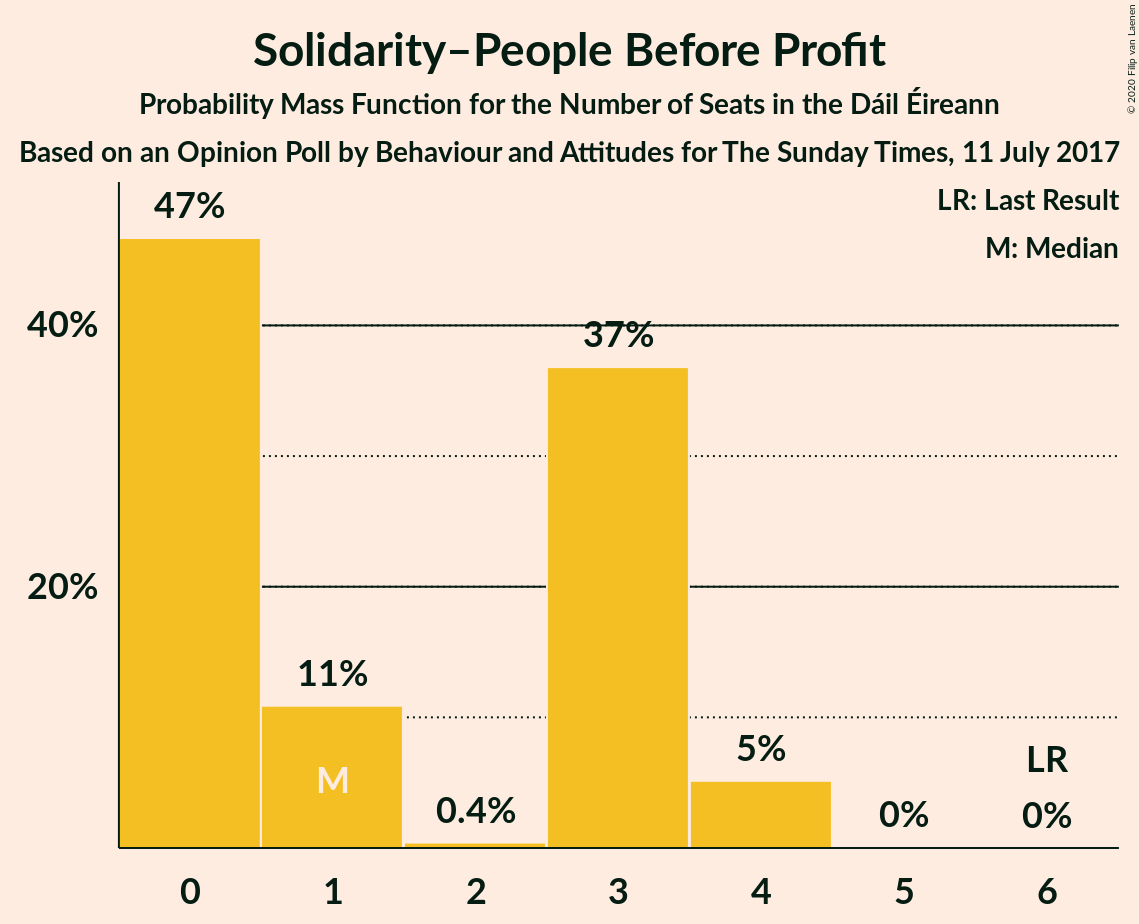 Solidarity–People Before Profit
Probability Mass Function for the Number of Seats in the Dáil Éireann
Based on an Opinion Poll by Behaviour and Attitudes for The Sunday Times, 11 July 2017
© 2020 Filip van Laenen
LR: Last Result
M: Median
47%
40%
37%
20%
11%
M
0.4%
5%
0%
LR
0%
0 1 2 3 4 5 6